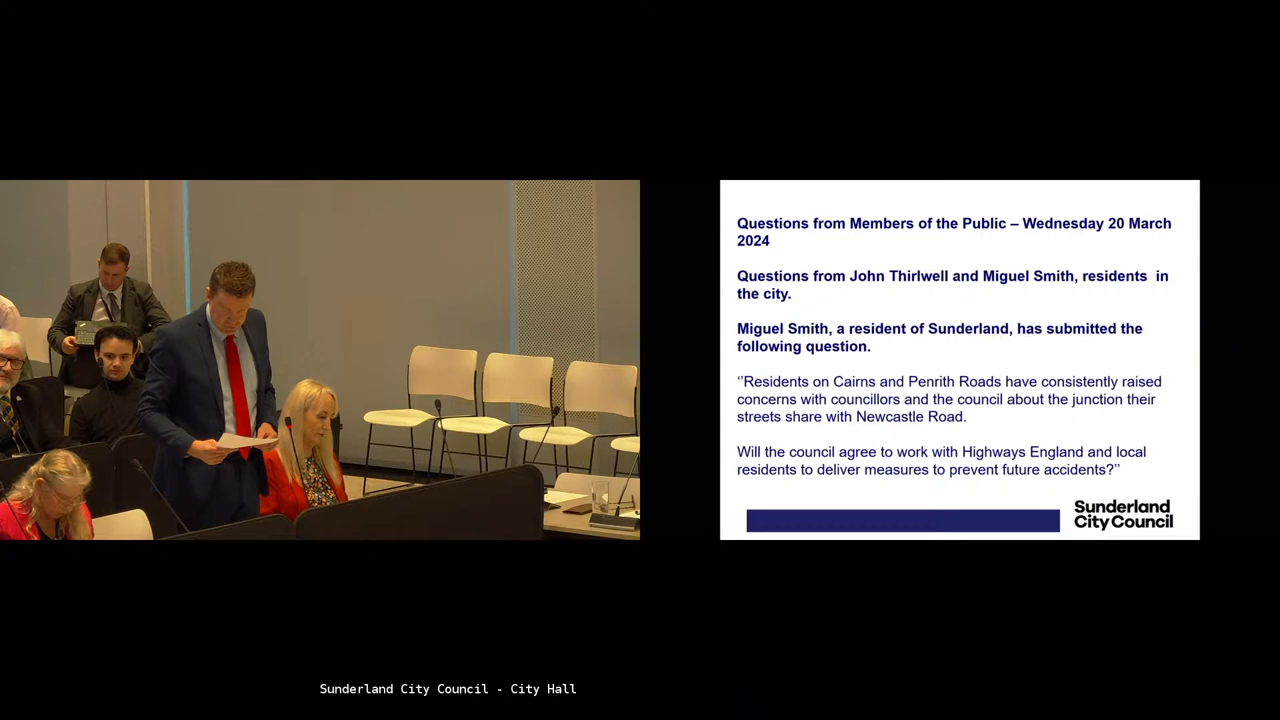 Questions from Members of the Public – Wednesday 20 March
2024
Questions from John Thirlwell and Miguel Smith, residents  in
the city.
Miguel Smith, a resident of Sunderland, has submitted the
following question.
‘’Residents on Cairns and Penrith Roads have consistently raised
concerns with councillors and the council about the junction their
streets share with Newcastle Road.
Will the council agree to work with Highways England and local
residents to deliver measures to prevent future accidents?’’
Sunderland
City Council
Sunderland City Council - City Hall